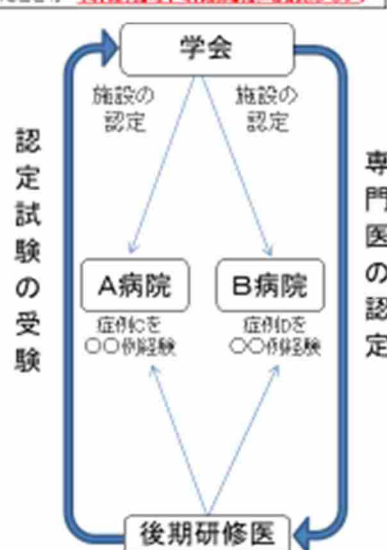 学会
施設の
認定
施設の
認定
認定試験の受験
専門医の認定
A病院
B病院
症例Cを
〇〇例経験
症例Dを
〇〇例経験
後期研修医